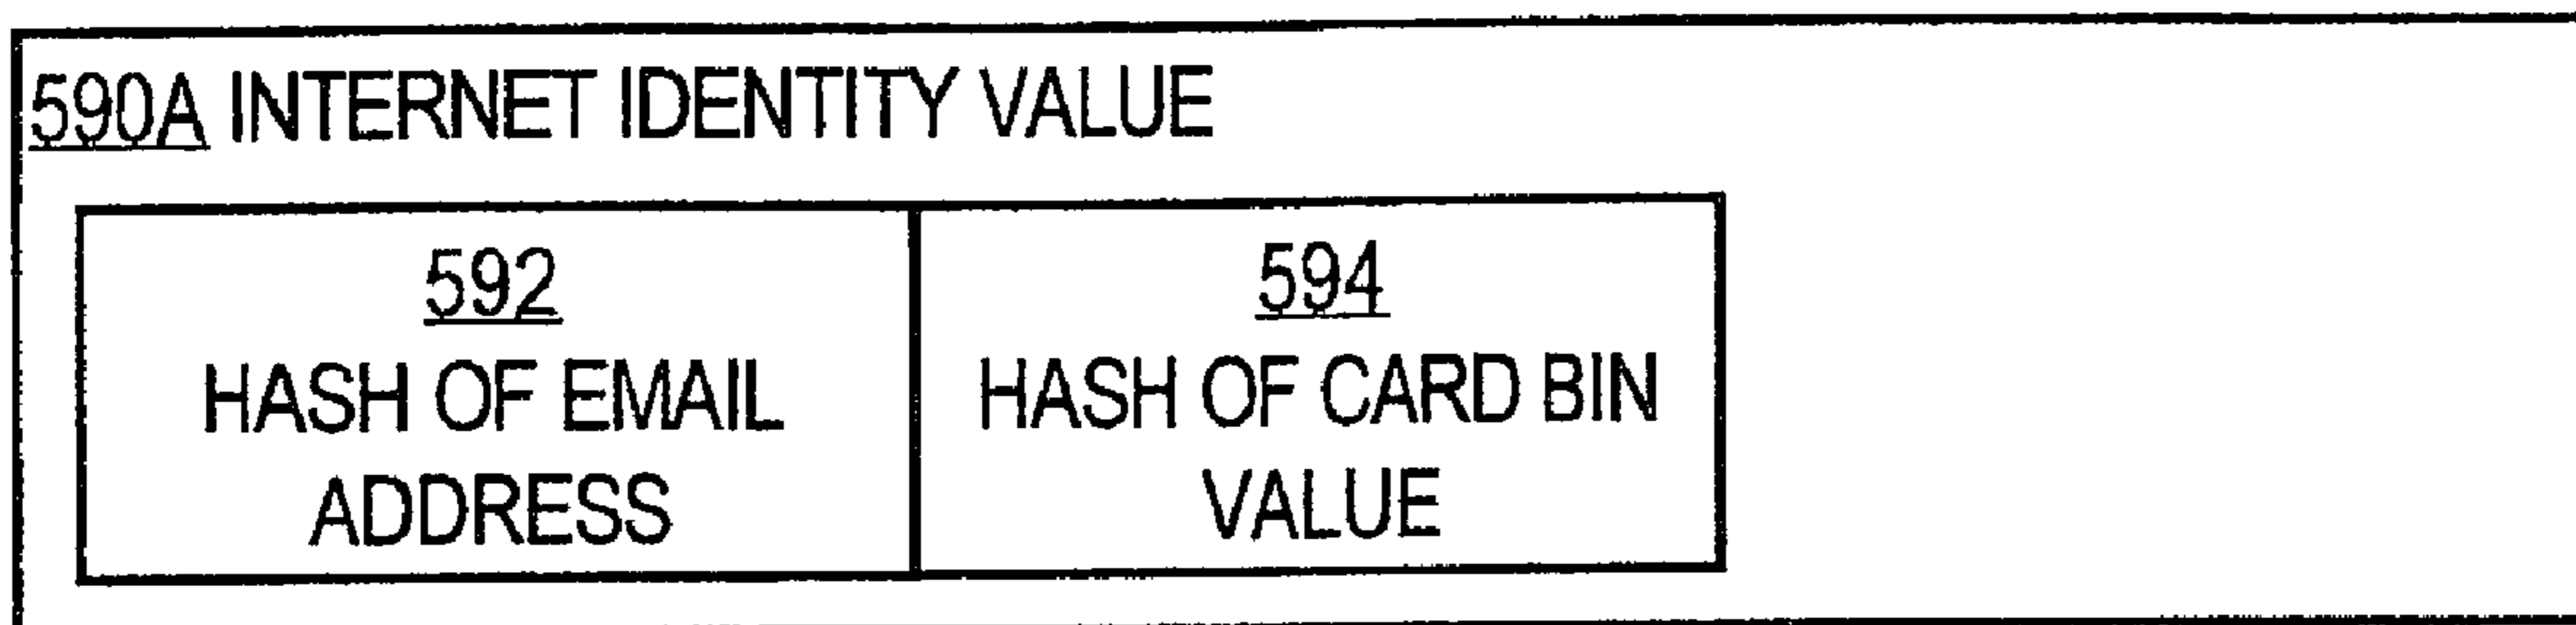 590A INTERNET IDENTITY VALUE
592
HASH OF EMAIL
ADDRESS
594
HASH OF CARD BIN
VALUE